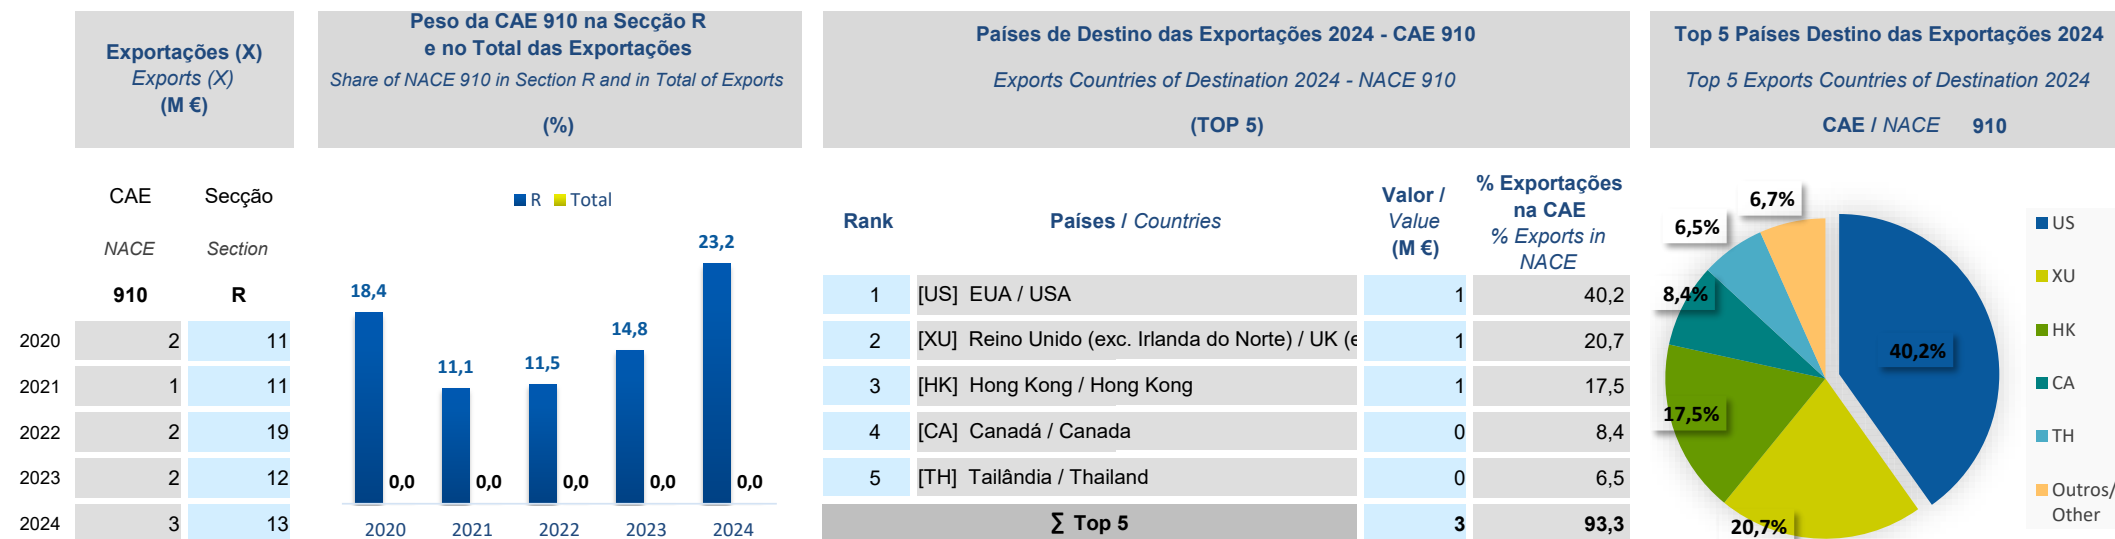 Exportações (X)
Exports (X)
(M €)
Peso da CAE 910 na Secção R
e no Total das Exportações
Share of NACE 910 in Section R and in Total of Exports
(%)
Países de Destino das Exportações 2024 - CAE 910
Exports Countries of Destination 2024 - NACE 910
(TOP 5)
Top 5 Países Destino das Exportações 2024
Top 5 Exports Countries of Destination 2024
CAE / NACE 910
CAE Secção
NACE Section
910 R
2020 2 11
2021 1 11
2022 2 19
2023 2 12
2024 3 13
R Total
18,4 0,0
11,1 0,0
11,5 0,0
14,8 0,0
23,2 0,0
2020 2021 2022 2023 2024
Rank
Países / Countries
Valor /
Value
(M €)
% Exportações
na CAE
% Exports in
NACE
1 [US] EUA / USA 1 40,2
2 [XU] Reino Unido (exc. Irlanda do Norte) / UK (e 1 20,7
3 [HK] Hong Kong / Hong Kong 1 17,5
4 [CA] Canadá / Canada 0 8,4
5 [TH] Tailândia / Thailand 0 6,5
∑ Top 5 3 93,3
6,7%
6,5%
8,4%
40,2%
17,5%
20,7%
US
XU
HK
CA
TH
Outros/
Other